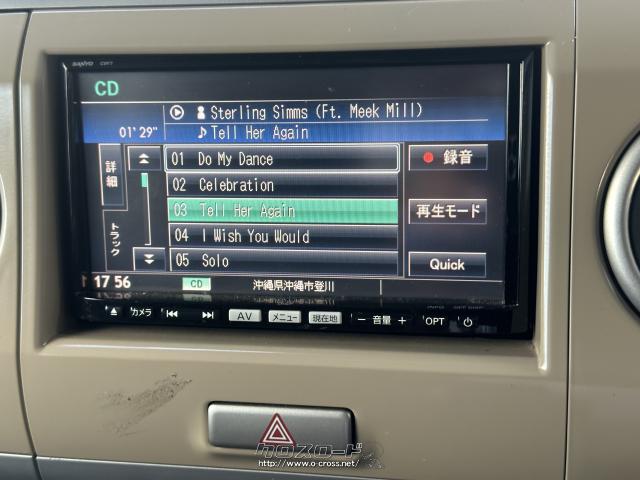 SANYO
CD
Sterling Simms (Ft. Meek Mill)
01'29" ♪Tell Her Again
詳細
トラック
01 Do My Dance
02 Celebration
03 Tell Her Again
04 I Wish You Would
05 Solo
録音
再生モード
Quick
17 56 CD 沖縄県沖縄市登川
カメラ AV メニュー 現在地 − 音量 + OPT
クロスロード
http://www.o-cross.net/